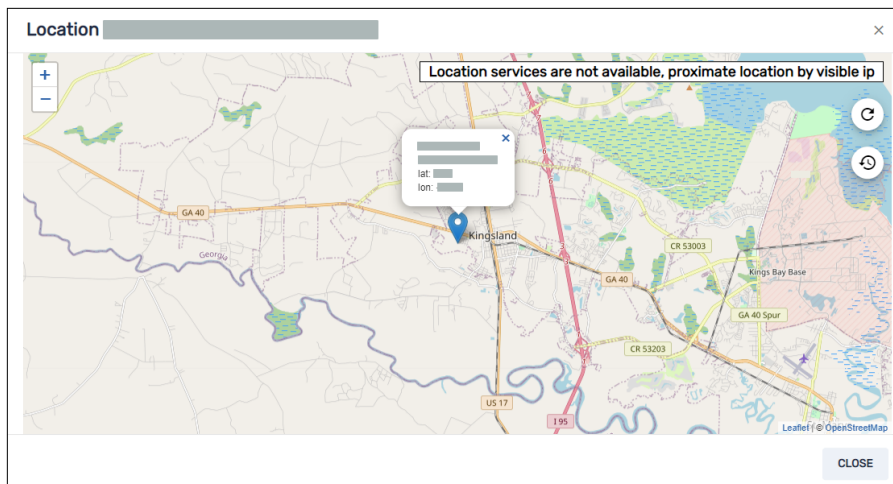 Location
×
+
−
Location services are not available, proximate location by visible ip
×
lat:
lon:
GA 40
Kingsland
Georgia
CR 53003
Kings Bay Base
GA 40
GA 40 Spur
CR 53203
US 17
I 95
Leaflet | © OpenStreetMap
CLOSE